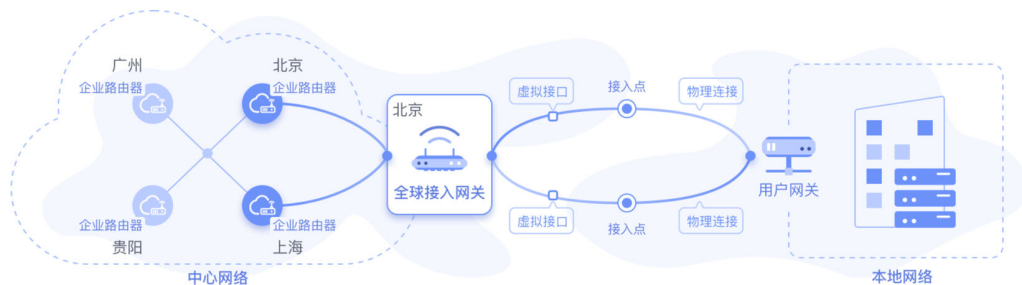 广州
企业路由器
北京
企业路由器
企业路由器
贵阳
企业路由器
上海
中心网络
北京
全球接入网关
虚拟接口
接入点
物理连接
虚拟接口
接入点
物理连接
用户网关
本地网络